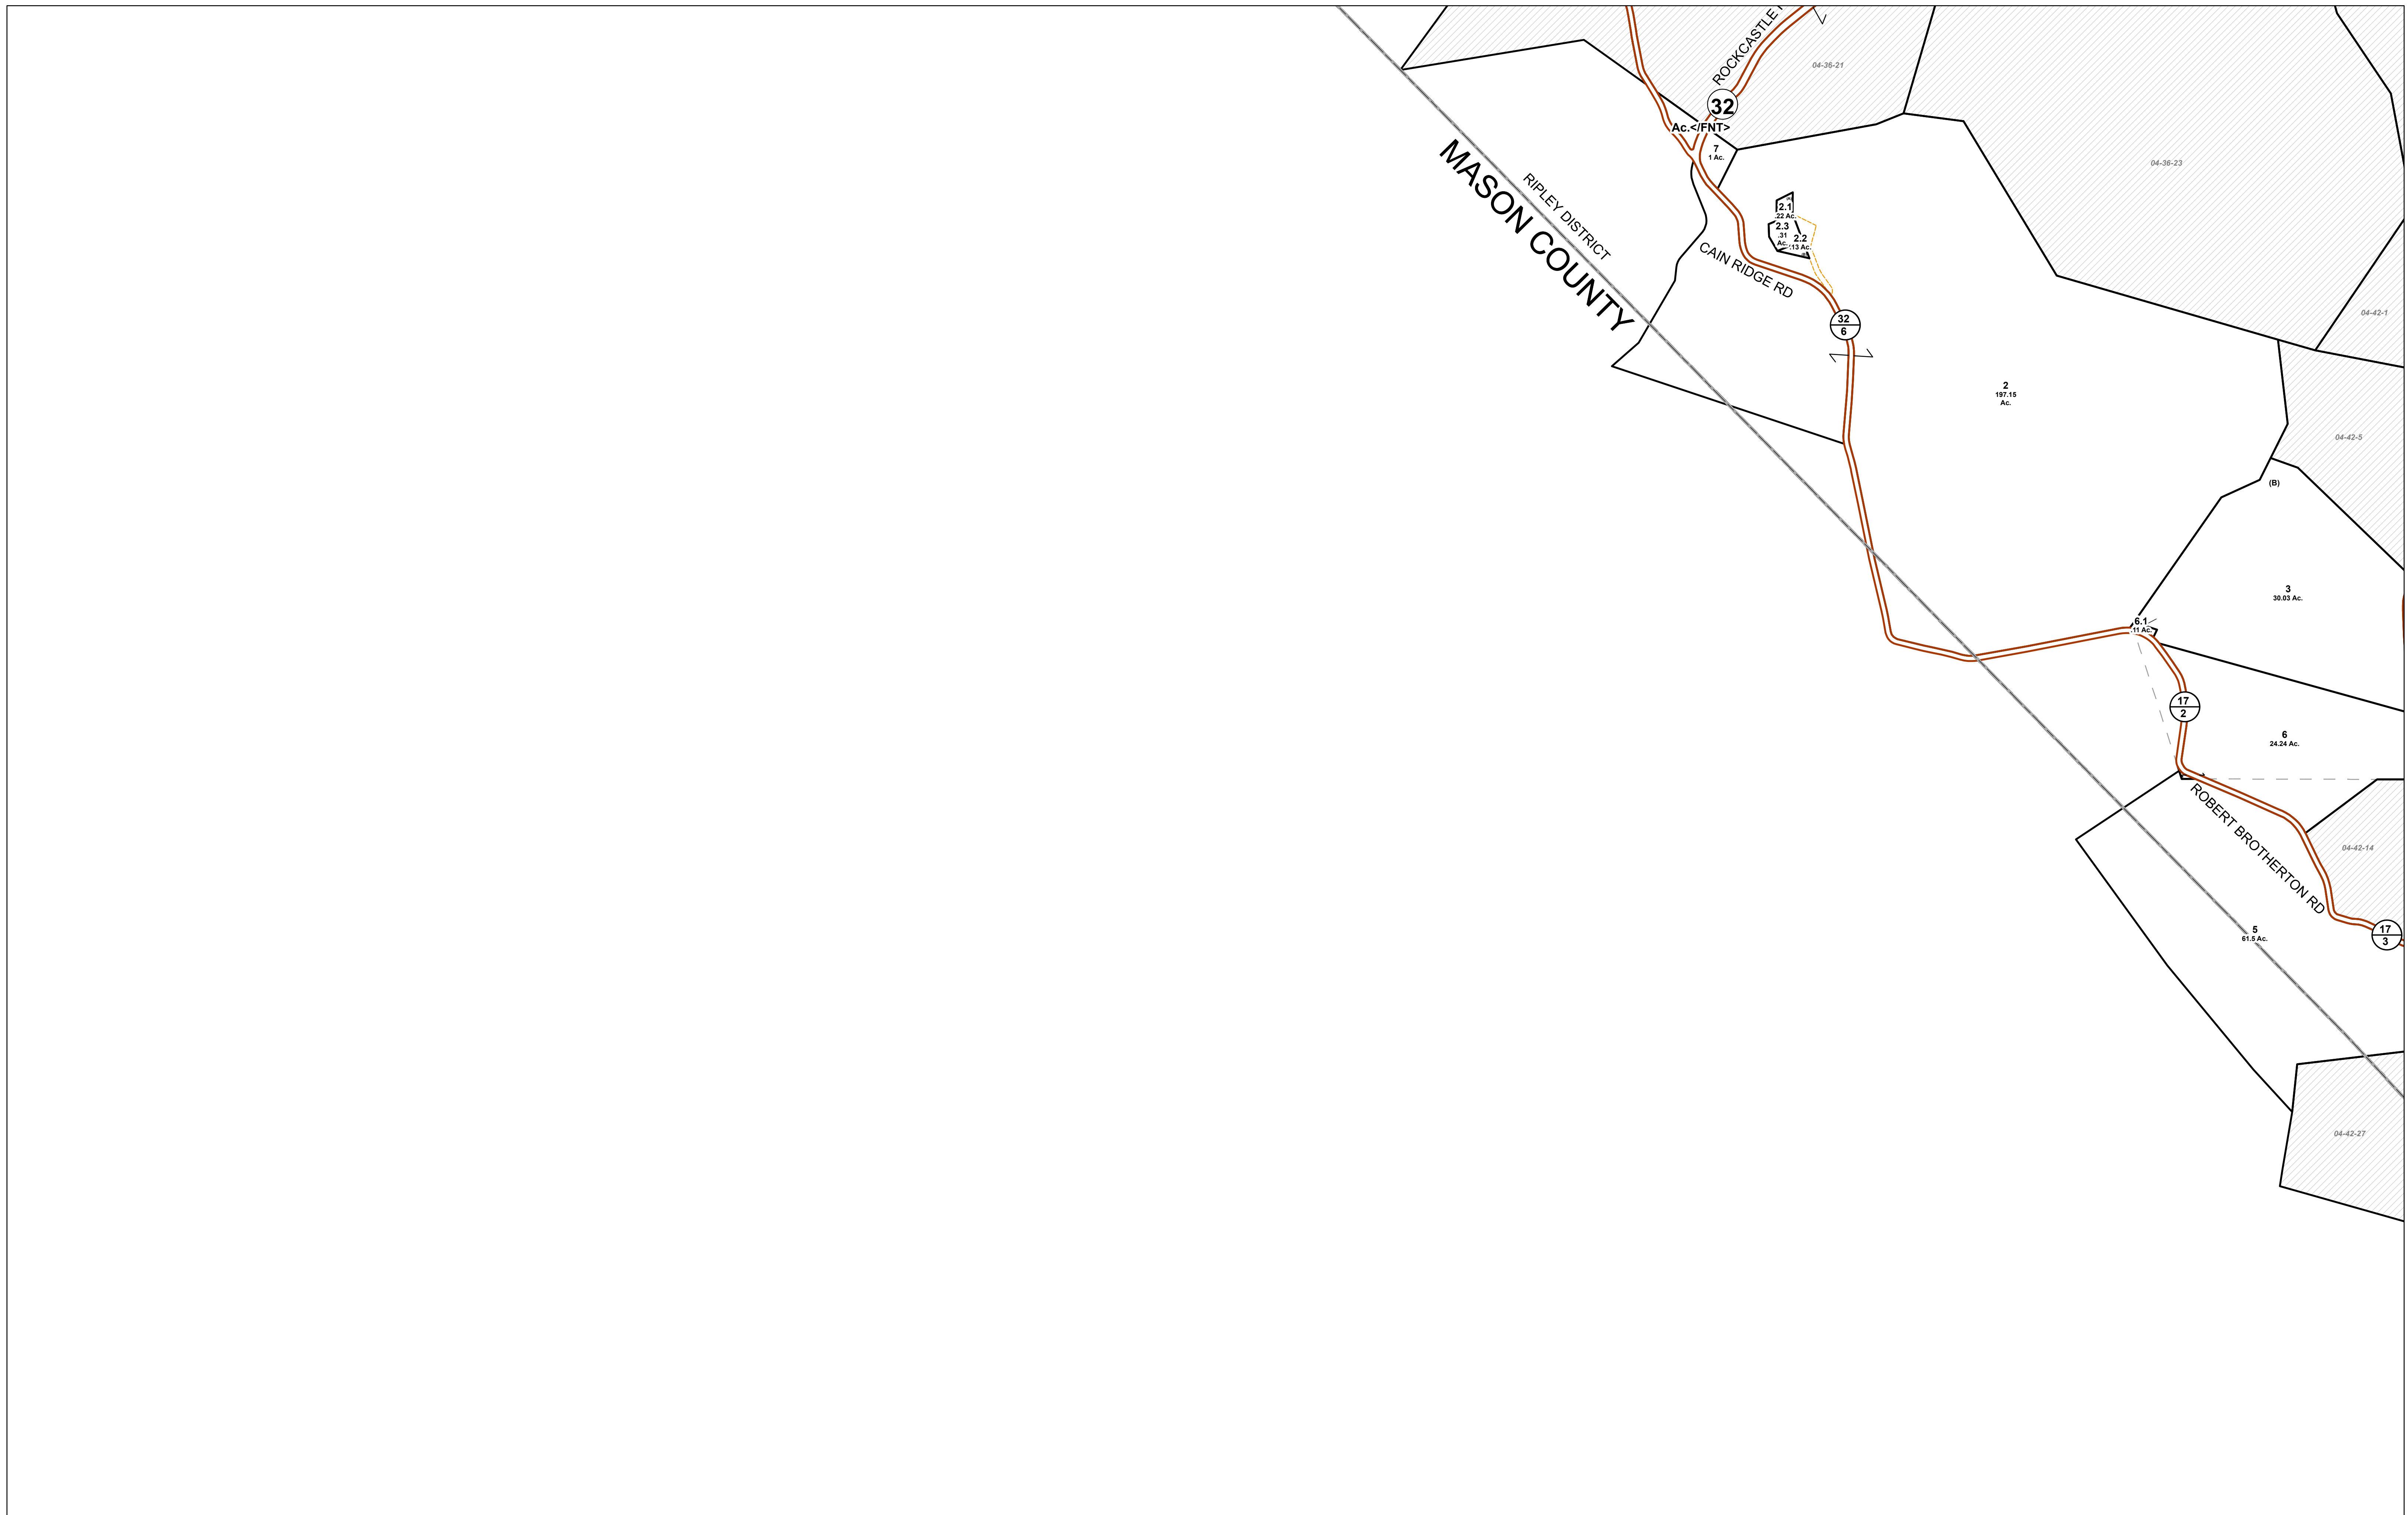 ROCKCASTLE
04-36-21
32
Ac.</FNT>
7
1 Ac.
04-36-23
MASON COUNTY
RIPLEY DISTRICT
2.1
.22 Ac.
2.3
.31
Ac.
2.2
.13 Ac.
CAIN RIDGE RD
04-42-1
32
6
2
197.15
Ac.
04-42-5
(B)
3
30.03 Ac.
6.1
.11 Ac.
17
2
6
24.24 Ac.
ROBERT BROTHERTON RD
04-42-14
5
61.5 Ac.
17
3
04-42-27